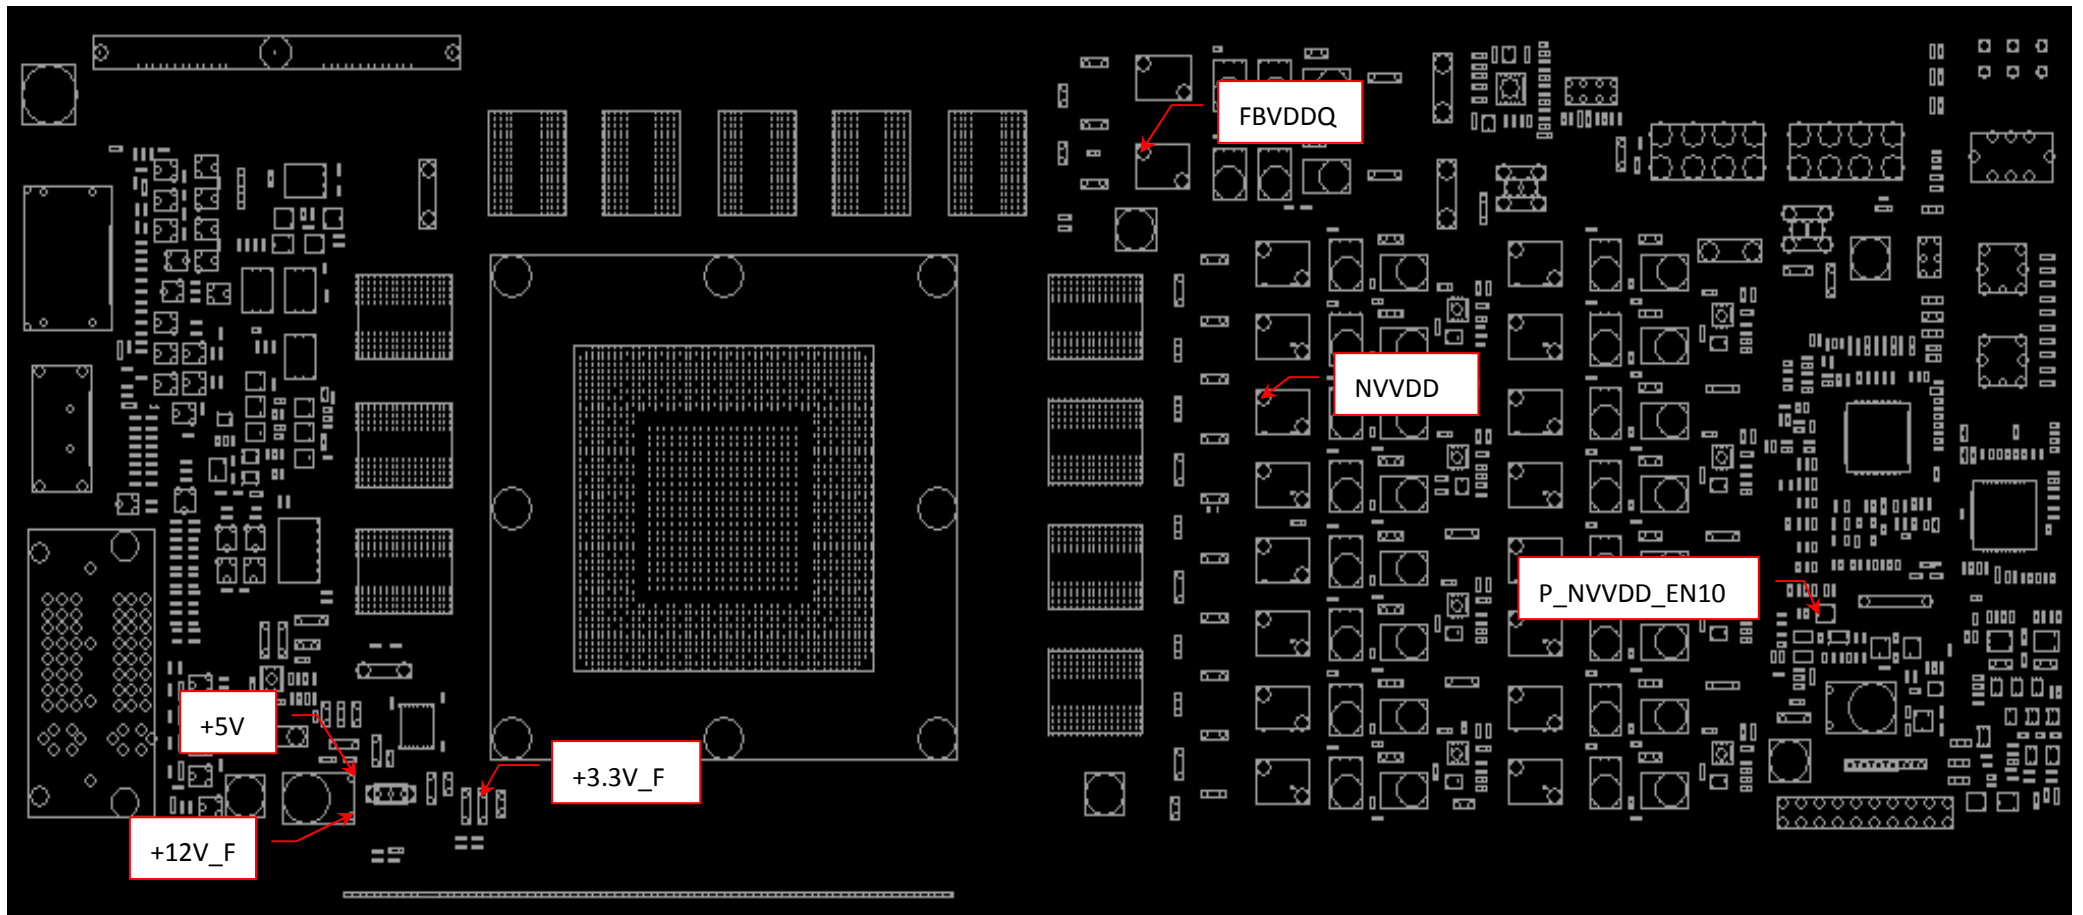 FBVDDQ
NVVDD
P_NVVDD_EN10
+5V
+3.3V_F
+12V_F